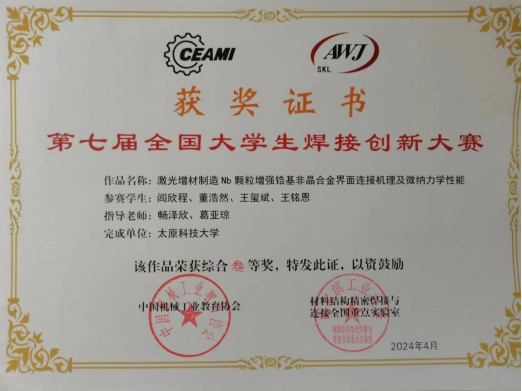 CEAMI
AWJ
SKL
获奖证书
第七届全国大学生焊接创新大赛
作品名称：激光增材制造Nb颗粒增强锆基非晶合金界面连接机理及微纳力学性能
参赛学生：阎欣程、董浩然、王玺斌、王铭恩
指导老师：畅泽欣、葛亚琼
完成单位：太原科技大学
该作品荣获综合叁等奖，特发此证，以资鼓励
中国机械工业教育协会
材料结构精密焊接与
连接全国重点实验室
2024年4月